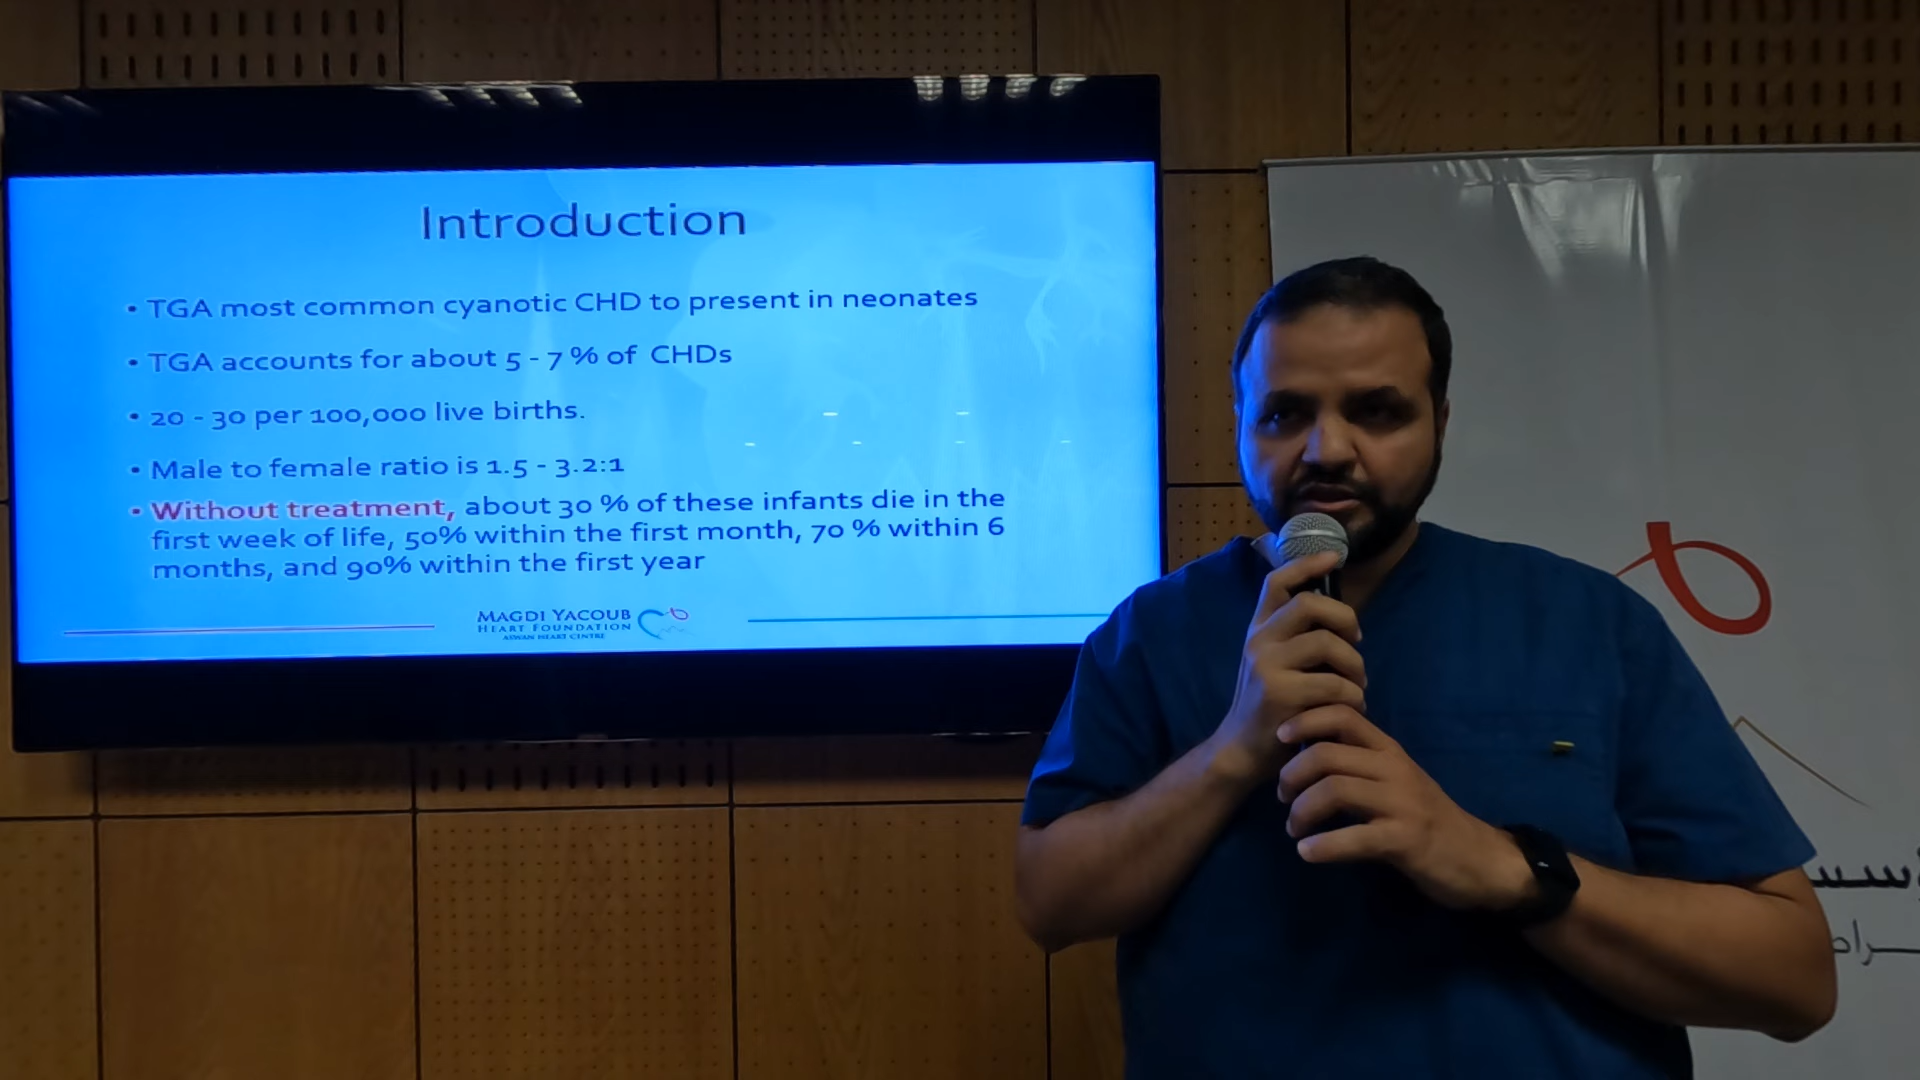 Introduction
• TGA most common cyanotic CHD to present in neonates
• TGA accounts for about 5 - 7 % of CHDs
• 20 - 30 per 100,000 live births.
• Male to female ratio is 1.5 - 3.2:1
• Without treatment, about 30 % of these infants die in the
first week of life, 50% within the first month, 70 % within 6
months, and 90% within the first year
MAGDI YACOUB
HEART FOUNDATION
ASWAN HEART CENTRE